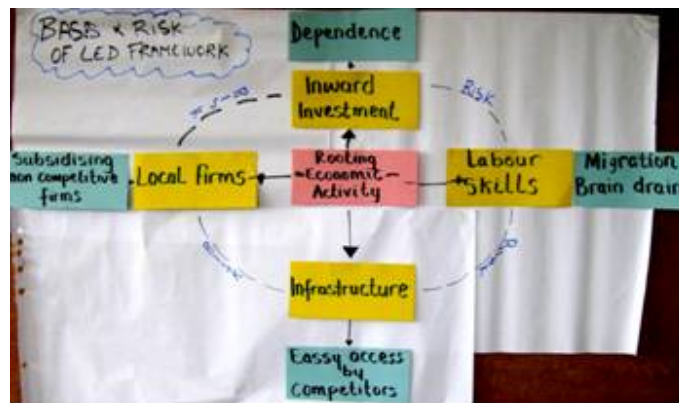 BASIS & RISK
OF LED FRAMEWORK
Dependence
Inward
Investment
RISK
Subsidising
non competitive
firms
Local firms
Rooting
Economic
Activity
Labour
Skills
Migration
Brain drain
Infrastructure
Eassy access
by
competitors